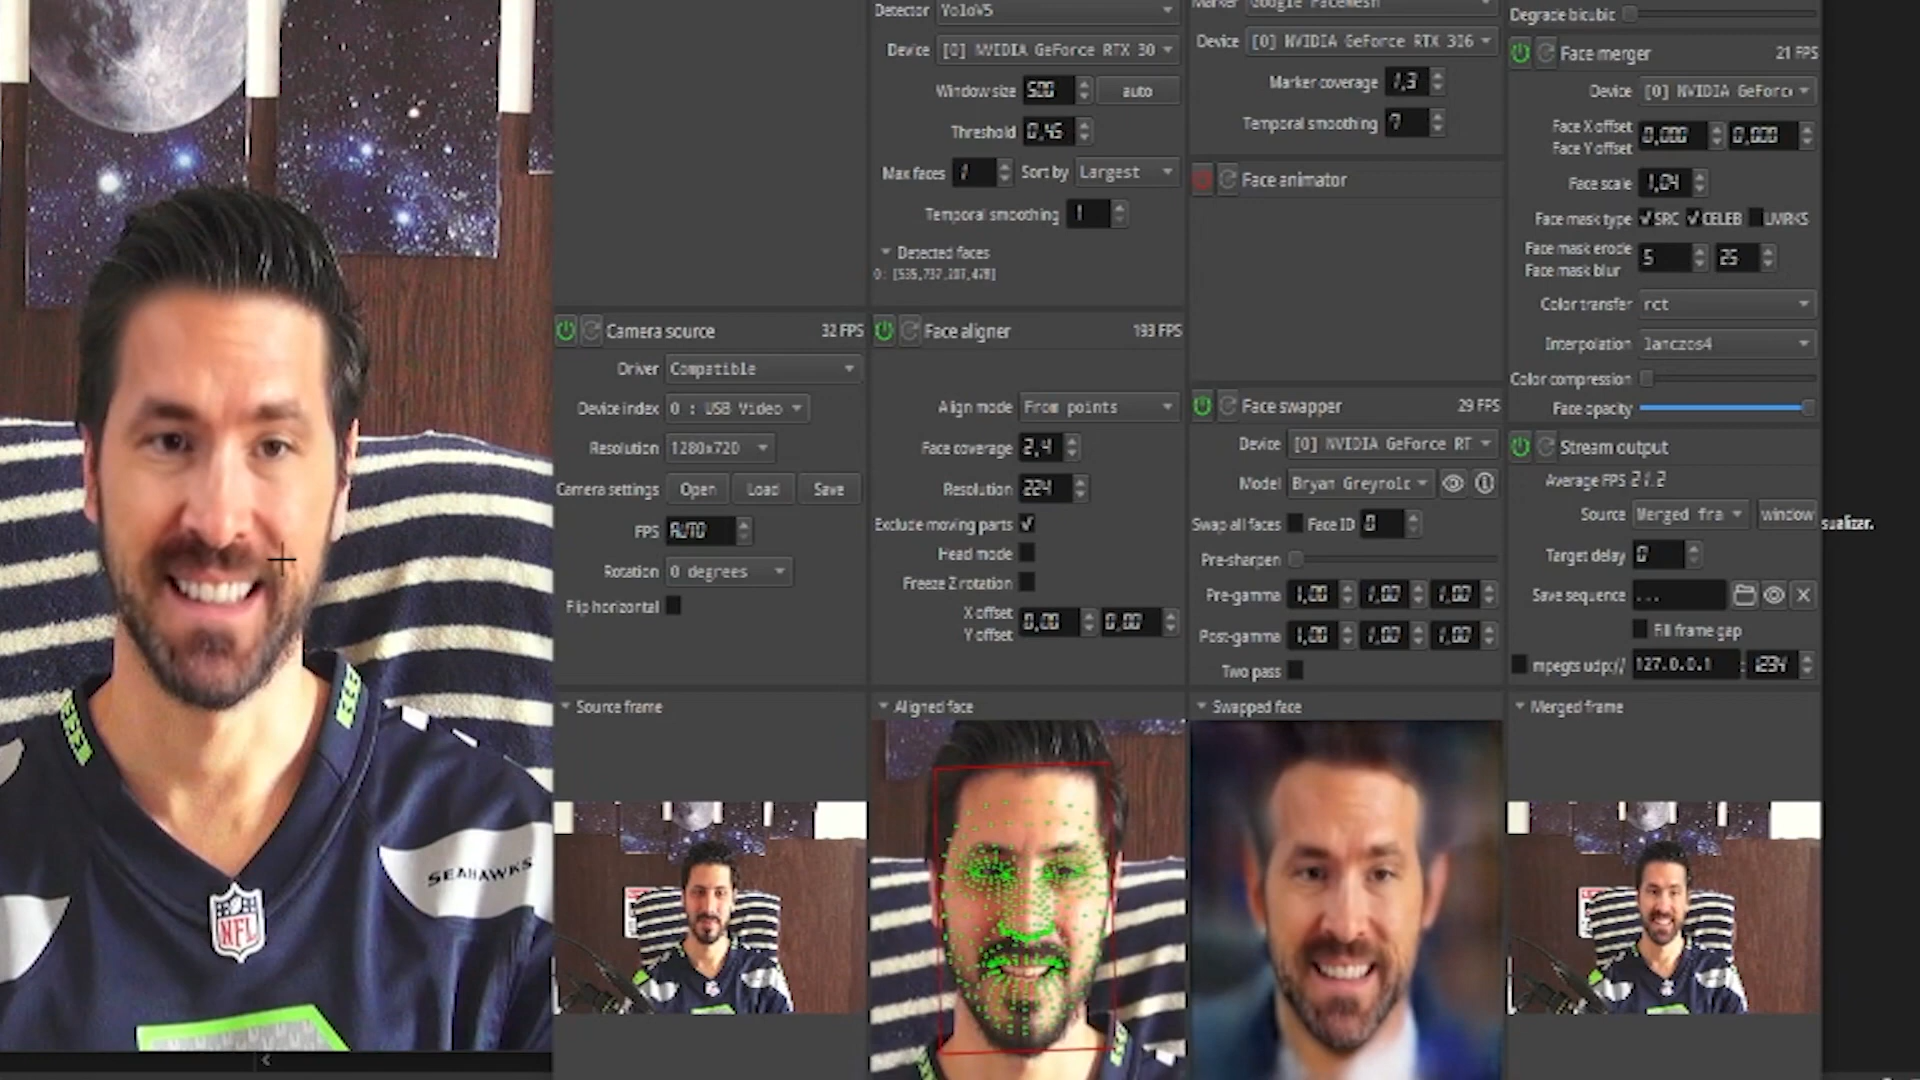 SEAHAWKS
NFL
Camera source 32 FPS
Driver Compatible
Device index 0 : USB Video
Resolution 1280x720
Camera settings Open Load Save
FPS AUTO
Rotation 0 degrees
Flip horizontal
Source frame
Detector YoloV5
Device [0] NVIDIA GeForce RTX 30
Window size 500 auto
Threshold 0,45
Max faces 1 Sort by Largest
Temporal smoothing 1
Detected faces
0: [535,737,207,478]
Face aligner 193 FPS
Align mode From points
Face coverage 2,4
Resolution 224
Exclude moving parts
Head mode
Freeze Z rotation
X offset
Y offset 0,00 0,00
Aligned face
Marker Google FaceMesh
Device [0] NVIDIA GeForce RTX 306
Marker coverage 1,3
Temporal smoothing 7
Face animator
Face swapper 29 FPS
Device [0] NVIDIA GeForce RT
Model Bryan Greynolc
Swap all faces Face ID 0
Pre-sharpen
Pre-gamma 1,00 1,00 1,00
Post-gamma 1,00 1,00 1,00
Two pass
Swapped face
Degrade bicubic
Face merger 21 FPS
Device [0] NVIDIA GeForc
Face X offset
Face Y offset 0,000 0,000
Face scale 1,04
Face mask type SRC CELEB LMRKS
Face mask erode
Face mask blur 5 25
Color transfer rct
Interpolation lanczos4
Color compression
Face opacity
Stream output
Average FPS 21.2
Source Merged fra window
Target delay 0
Save sequence ...
Fill frame gap
mpegts udp:// 127.0.0.1 : 1234
Merged frame
sualizer.